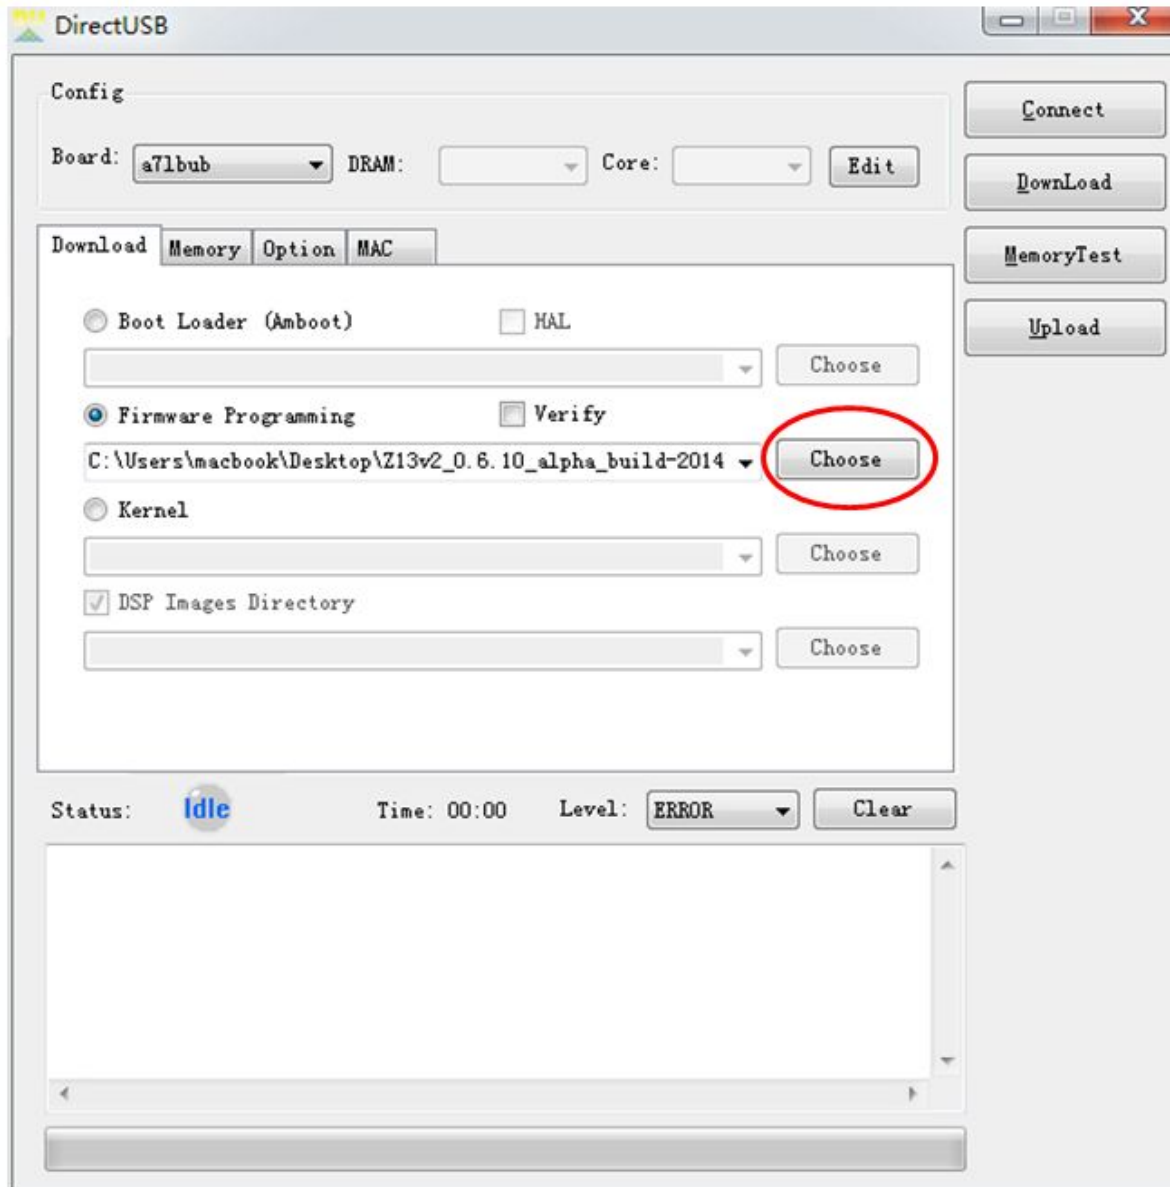 DirectUSB
Config
Connect
Board: a7lbub DRAM: Core: Edit
DownLoad
Download Memory Option MAC
MemoryTest
Boot Loader (Amboot) HAL
Upload
Choose
Firmware Programming Verify
C:\Users\macbook\Desktop\Z13v2_0.6.10_alpha_build-2014 Choose
Kernel
Choose
DSP Images Directory
Choose
Status: Idle Time: 00:00 Level: ERROR Clear